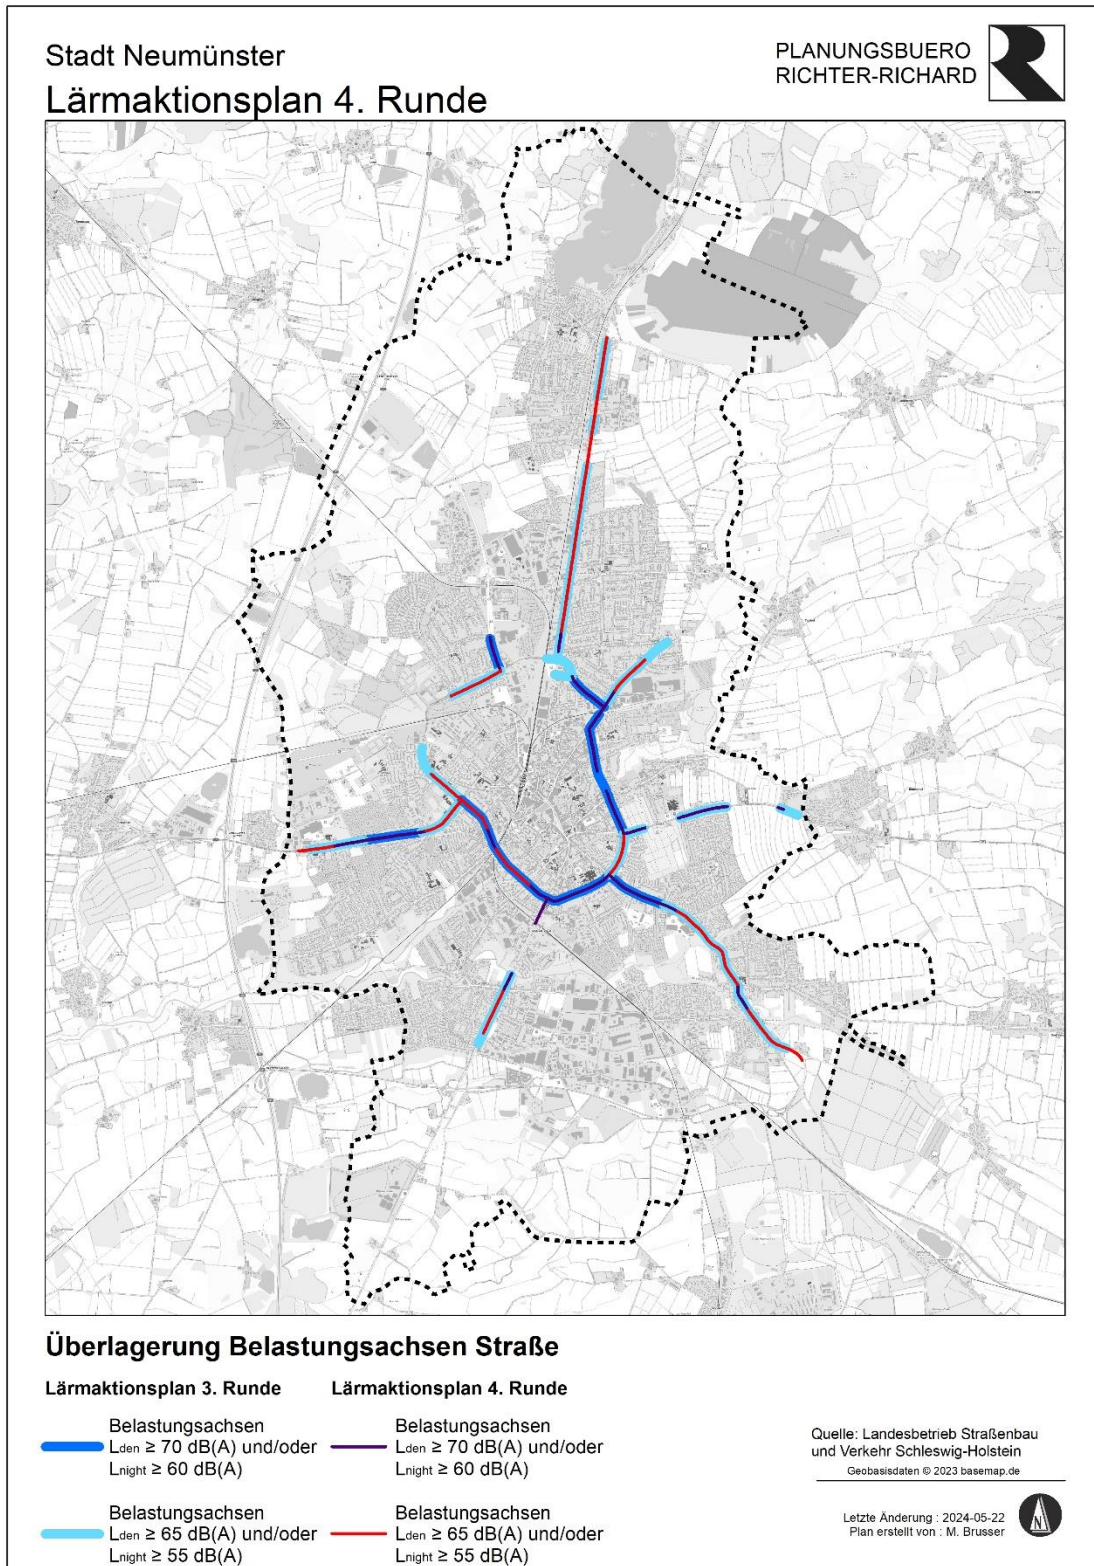 Stadt Neumünster
Lärmaktionsplan 4. Runde
PLANUNGSBUERO
RICHTER-RICHARD
Überlagerung Belastungsachsen Straße
Lärmaktionsplan 3. Runde
Belastungsachsen
Lden ≥ 70 dB(A) und/oder
Lnight ≥ 60 dB(A)
Belastungsachsen
Lden ≥ 65 dB(A) und/oder
Lnight ≥ 55 dB(A)
Lärmaktionsplan 4. Runde
Belastungsachsen
Lden ≥ 70 dB(A) und/oder
Lnight ≥ 60 dB(A)
Belastungsachsen
Lden ≥ 65 dB(A) und/oder
Lnight ≥ 55 dB(A)
Quelle: Landesbetrieb Straßenbau
und Verkehr Schleswig-Holstein
Geobasisdaten © 2023 basemap.de
Letzte Änderung : 2024-05-22
Plan erstellt von : M. Brusser
N